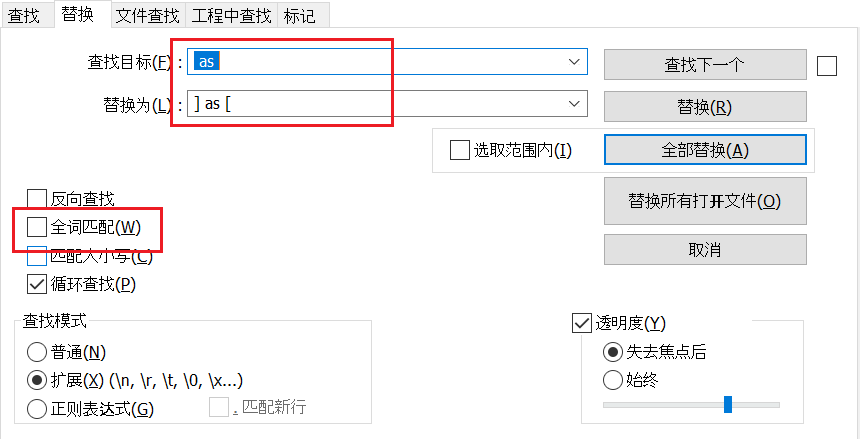 查找 替换 文件查找 工程中查找 标记
查找目标(F) : as 查找下一个
替换为(L) : ] as [ 替换(R)
选取范围内(I) 全部替换(A)
反向查找 替换所有打开文件(O)
全词匹配(W)
匹配大小写(C) 取消
循环查找(P)
查找模式 透明度(Y)
普通(N) 失去焦点后
扩展(X) (\n, \r, \t, \0, \x...) 始终
正则表达式(G) . 匹配新行